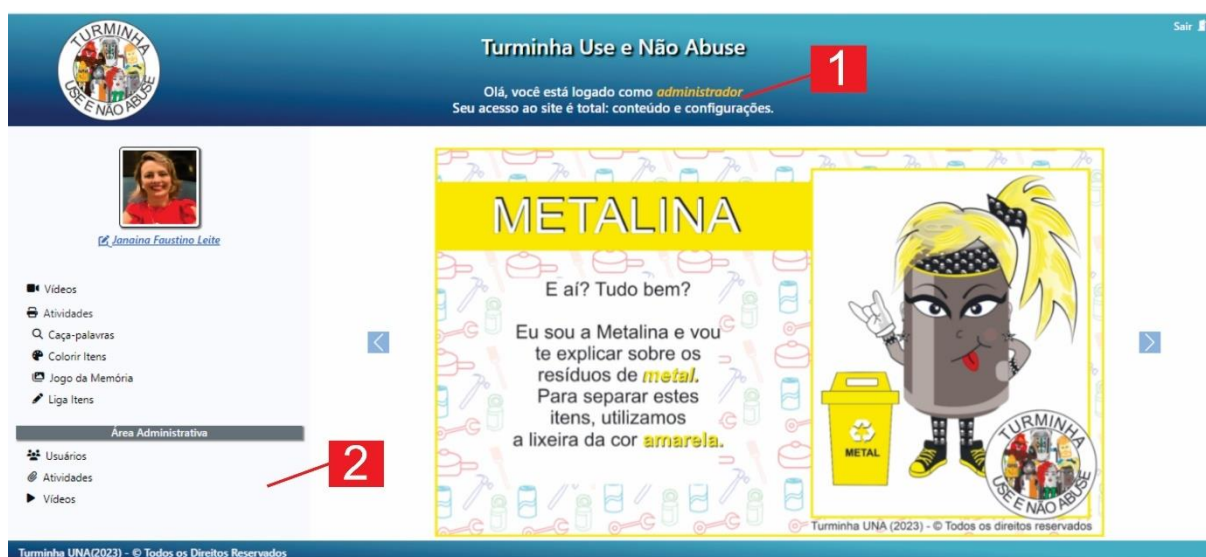 TURMINHA
USE E NÃO ABUSE
Turminha Use e Não Abuse
Sair
1
Olá, você está logado como administrador
Seu acesso ao site é total: conteúdo e configurações.
Janaina Faustino Leite
Vídeos
Atividades
Caça-palavras
Colorir Itens
Jogo da Memória
Liga Itens
Área Administrativa
Usuários
Atividades
Vídeos
2
METALINA
E aí? Tudo bem?
Eu sou a Metalina e vou
te explicar sobre os
resíduos de metal.
Para separar estes
itens, utilizamos
a lixeira da cor amarela.
METAL
TURMINHA
USE E NÃO ABUSE
Turminha UNA (2023) - © Todos os direitos reservados
Turminha UNA(2023) - © Todos os Direitos Reservados